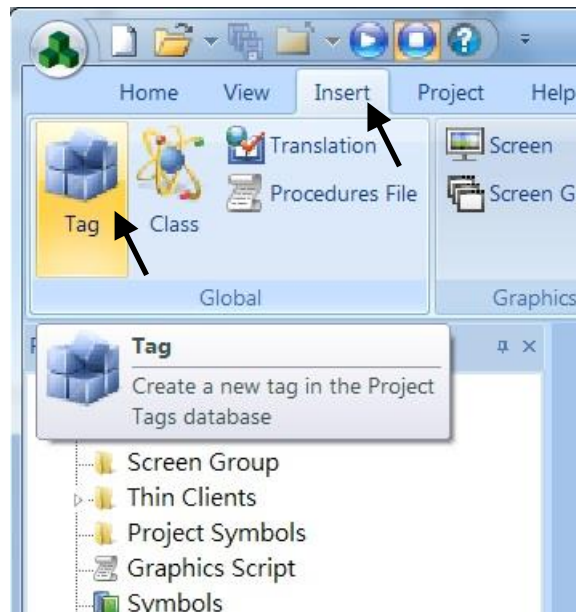 Home View Insert Project Help
Tag
Class
Translation
Procedures File
Global
Screen
Screen G
Graphics
Tag
Create a new tag in the Project
Tags database
Screen Group
Thin Clients
Project Symbols
Graphics Script
Symbols